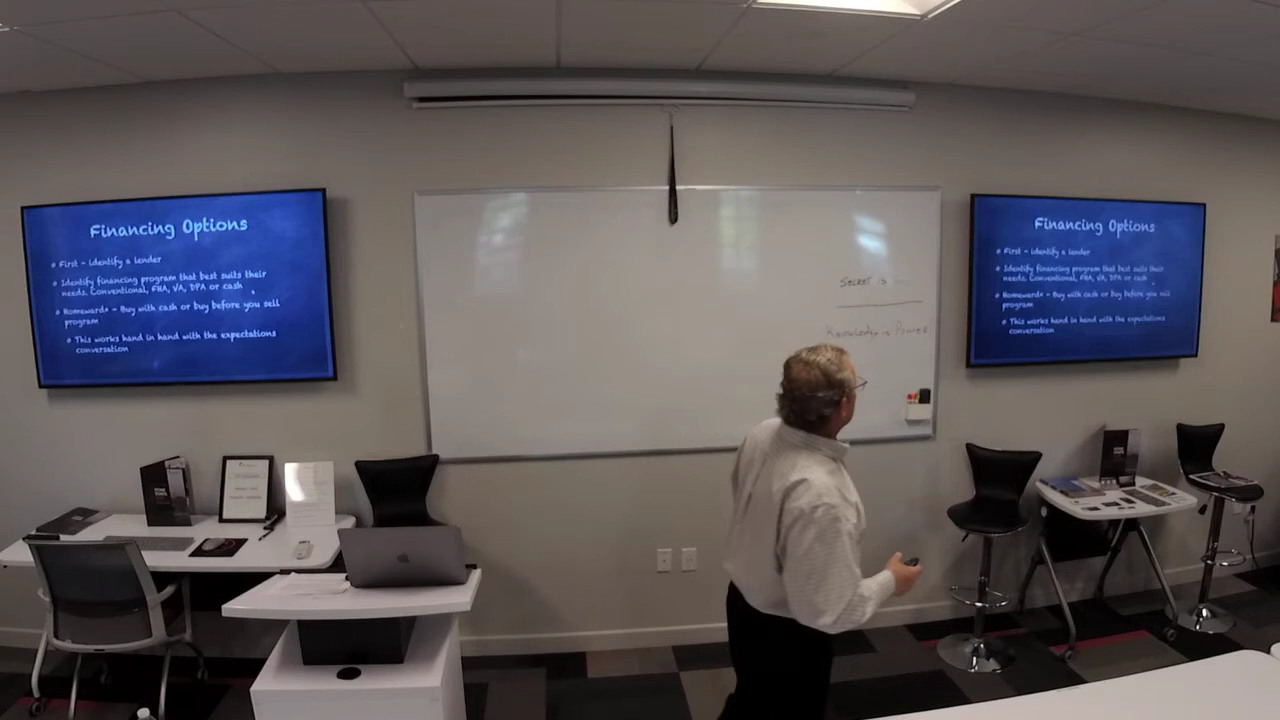 Financing Options
First - identify a lender
Identify financing program that best suits their
needs. Conventional, FHA, VA, DPA or cash
Homeward - Buy with cash or buy before you sell
program
This works hand in hand with the expectations
conversation
Secret is
Knowledge is Power
Financing Options
First - identify a lender
Identify financing program that best suits their
needs. Conventional, FHA, VA, DPA or cash
Homeward - Buy with cash or buy before you sell
program
This works hand in hand with the expectations
conversation